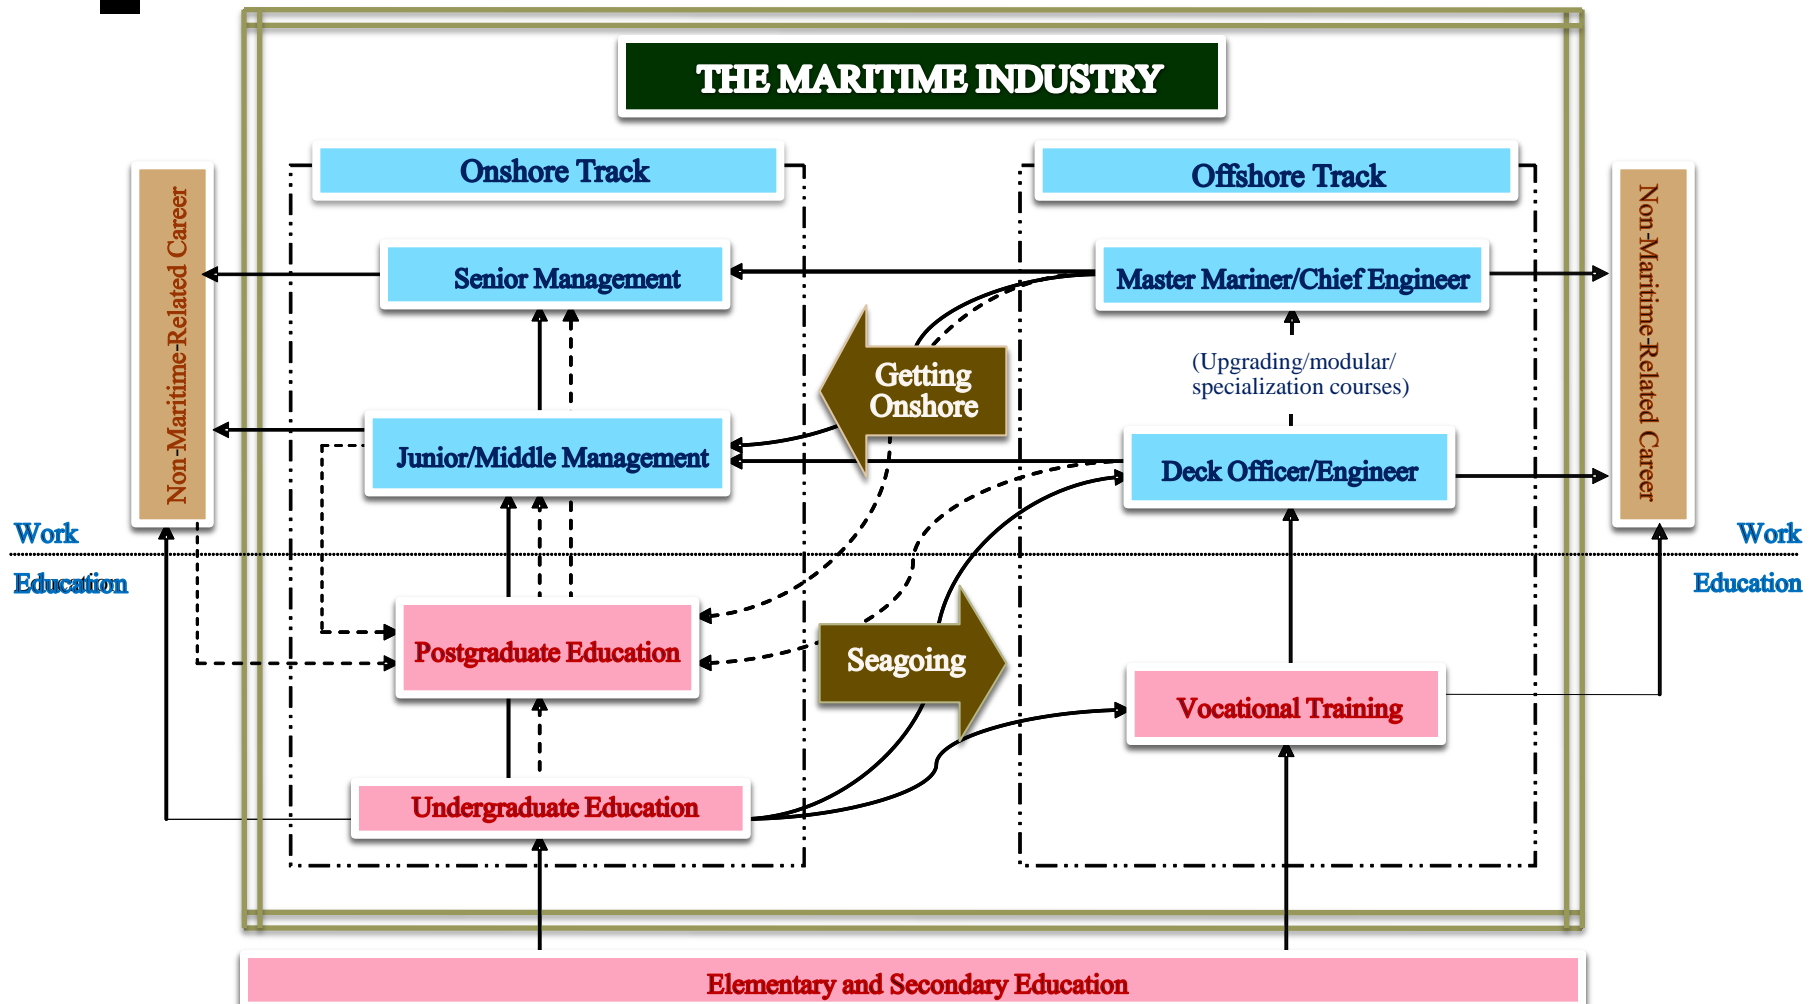 THE MARITIME INDUSTRY
Onshore Track
Offshore Track
Non-Maritime-Related Career
Non-Maritime-Related Career
Senior Management
Master Mariner/Chief Engineer
(Upgrading/modular/
specialization courses)
Getting
Onshore
Junior/Middle Management
Deck Officer/Engineer
Work
Work
Education
Education
Postgraduate Education
Seagoing
Vocational Training
Undergraduate Education
Elementary and Secondary Education